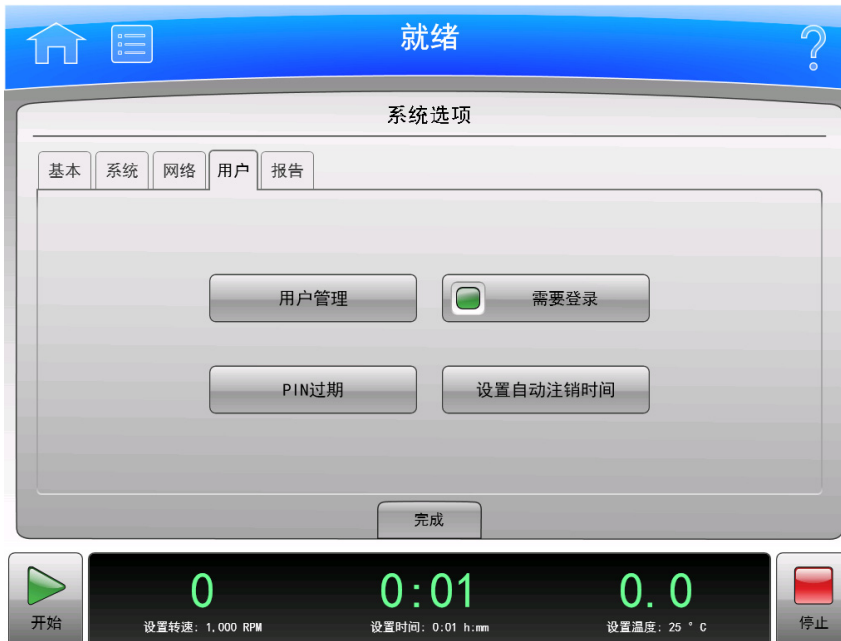 就绪
系统选项
基本 系统 网络 用户 报告
用户管理 需要登录
PIN过期 设置自动注销时间
完成
0 0:01 0.0
开始 设置转速: 1,000 RPM 设置时间: 0:01 h:mm 设置温度: 25 °C 停止